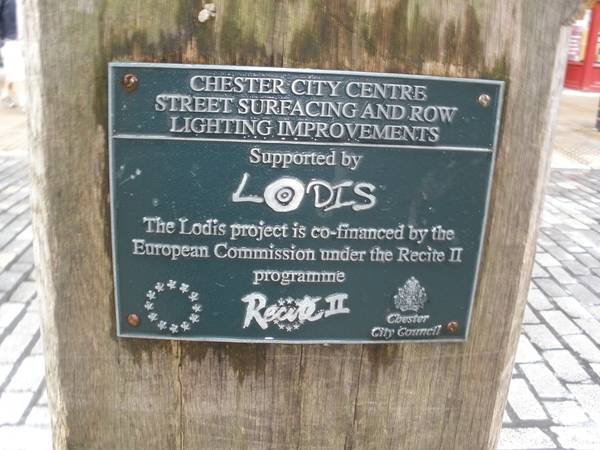 CHESTER CITY CENTRE
STREET SURFACING AND ROW
LIGHTING IMPROVEMENTS
Supported by
LODIS
The Lodis project is co-financed by the
European Commission under the Recite II
programme
Recite II
Chester
City Council